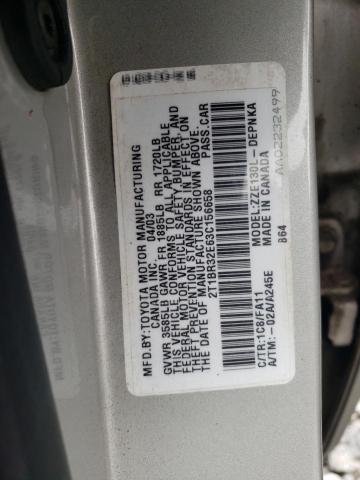 MFD.BY:TOYOTA MOTOR MANUFACTURING
CANADA INC. 04/03
GVWR 3585LB GAWR FR 1885LB RR 1720LB
THIS VEHICLE CONFORMS TO ALL APPLICABLE
FEDERAL MOTOR VEHICLE SAFETY, BUMPER, AND
THEFT PREVENTION STANDARDS IN EFFECT ON
THE DATE OF MANUFACTURE SHOWN ABOVE.
2T1BR32E63C156658 PASS.CAR
C/TR:1C8/FA11 MODEL:ZZE130L-DEPNKA
A/TM:-02A/A245E MADE IN CANADA
864
AA02232499